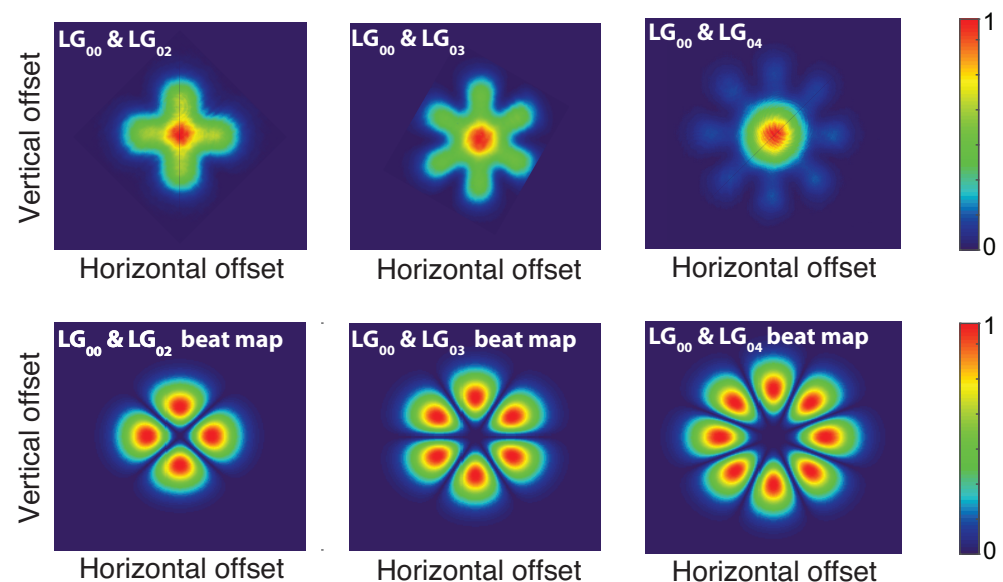 LG00 & LG02
LG00 & LG03
LG00 & LG04
1
0
Vertical offset
Horizontal offset
Horizontal offset
Horizontal offset
LG00 & LG02 beat map
LG00 & LG03 beat map
LG00 & LG04 beat map
1
0
Vertical offset
Horizontal offset
Horizontal offset
Horizontal offset